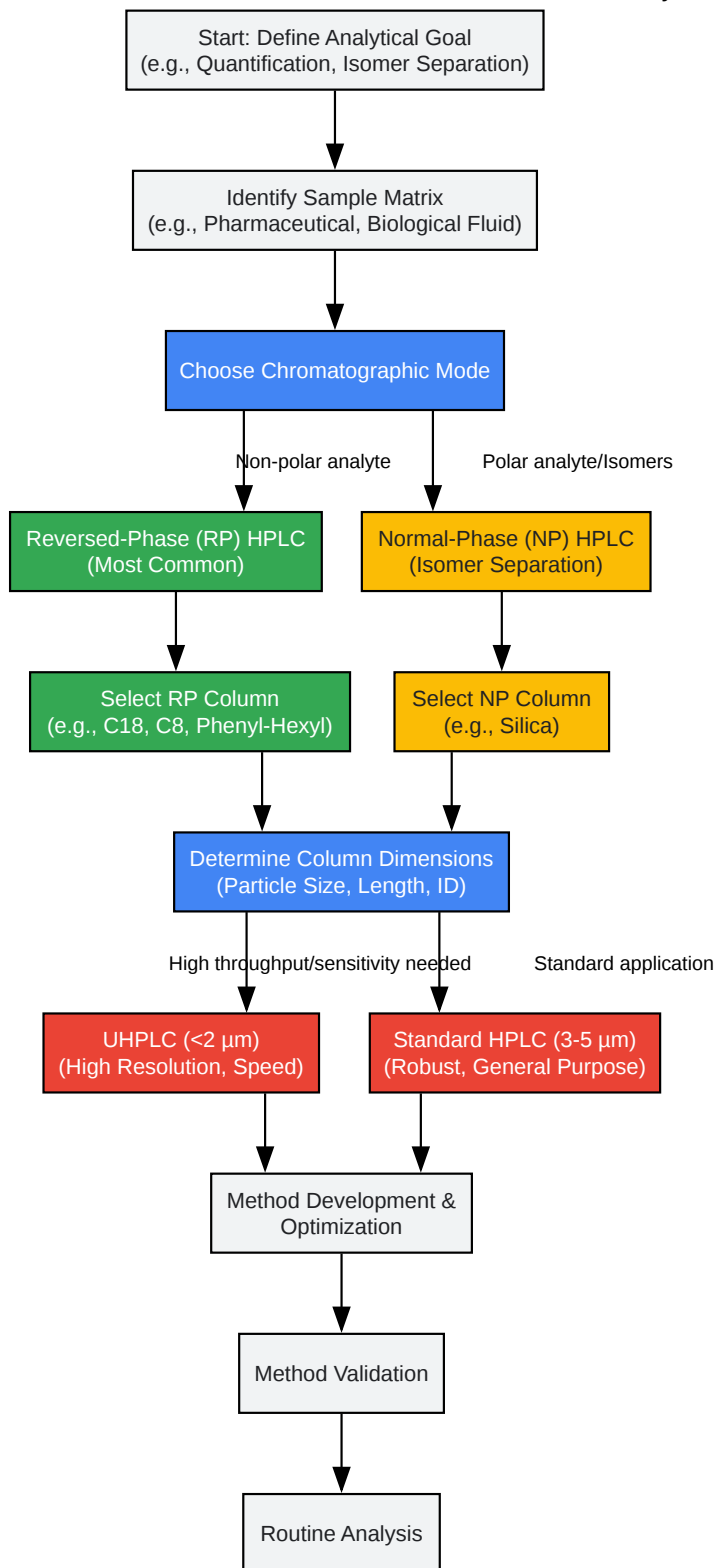 Start: Define Analytical Goal
(e.g., Quantification, Isomer Separation)
Identify Sample Matrix
(e.g., Pharmaceutical, Biological Fluid)
Choose Chromatographic Mode
Non-polar analyte
Polar analyte/Isomers
Reversed-Phase (RP) HPLC
(Most Common)
Normal-Phase (NP) HPLC
(Isomer Separation)
Select RP Column
(e.g., C18, C8, Phenyl-Hexyl)
Select NP Column
(e.g., Silica)
Determine Column Dimensions
(Particle Size, Length, ID)
High throughput/sensitivity needed
Standard application
UHPLC (<2 µm)
(High Resolution, Speed)
Standard HPLC (3-5 µm)
(Robust, General Purpose)
Method Development &
Optimization
Method Validation
Routine Analysis